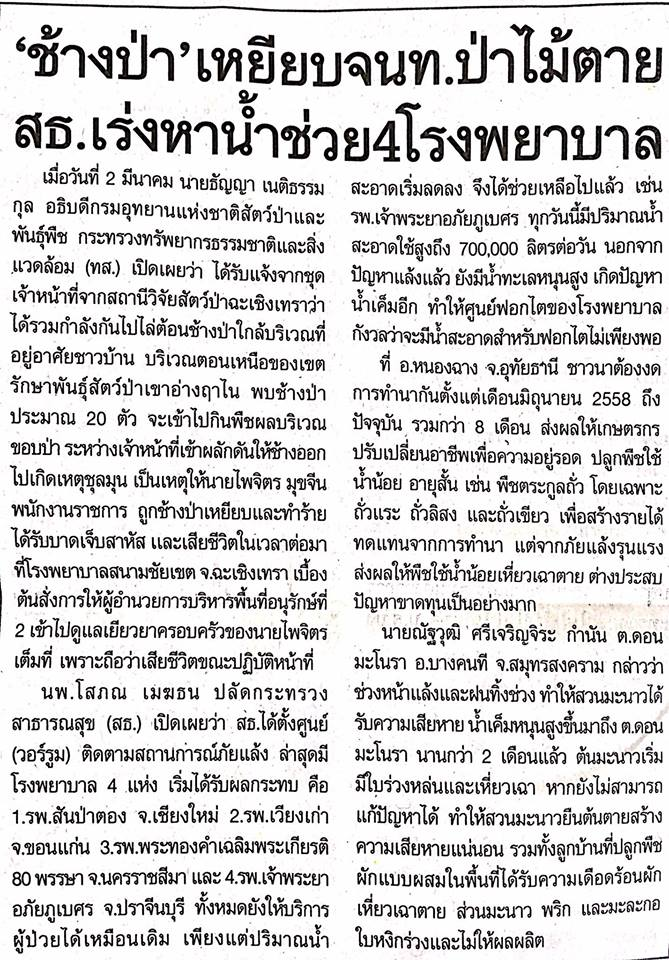 ‘ช้างป่า’เหยียบจนท.ป่าไม้ตาย
สธ.เร่งหาน้ำช่วย4โรงพยาบาล
เมื่อวันที่ 2 มีนาคม นายธัญญา เนติธรรม
กุล อธิบดีกรมอุทยานแห่งชาติสัตว์ป่าและ
พันธุ์พืช กระทรวงทรัพยากรธรรมชาติและสิ่ง
แวดล้อม (ทส.) เปิดเผยว่า ได้รับแจ้งจากชุด
เจ้าหน้าที่จากสถานีวิจัยสัตว์ป่าฉะเชิงเทราว่า
ได้รวมกำลังกันไปไล่ต้อนช้างป่าใกล้บริเวณที่
อยู่อาศัยชาวบ้าน บริเวณตอนเหนือของเขต
รักษาพันธุ์สัตว์ป่าเขาอ่างฤาไน พบช้างป่า
ประมาณ 20 ตัว จะเข้าไปกินพืชผลบริเวณ
ขอบป่า ระหว่างเจ้าหน้าที่เข้าผลักดันให้ช้างออก
ไปเกิดเหตุชุลมุน เป็นเหตุให้นายไพจิตร มุขจีน
พนักงานราชการ ถูกช้างป่าเหยียบและทำร้าย
ได้รับบาดเจ็บสาหัส และเสียชีวิตในเวลาต่อมา
ที่โรงพยาบาลสนามชัยเขต จ.ฉะเชิงเทรา เบื้อง
ต้นสั่งการให้ผู้อำนวยการบริหารพื้นที่อนุรักษ์ที่
2 เข้าไปดูแลเยียวยาครอบครัวของนายไพจิตร
เต็มที่ เพราะถือว่าเสียชีวิตขณะปฏิบัติหน้าที่
นพ.โสภณ เมฆธน ปลัดกระทรวง
สาธารณสุข (สธ.) เปิดเผยว่า สธ.ได้ตั้งศูนย์
(วอร์รูม) ติดตามสถานการณ์ภัยแล้ง ล่าสุดมี
โรงพยาบาล 4 แห่ง เริ่มได้รับผลกระทบ คือ
1.รพ.สันป่าตอง จ.เชียงใหม่ 2.รพ.เวียงเก่า
จ.ขอนแก่น 3.รพ.พระทองคำเฉลิมพระเกียรติ
80 พรรษา จ.นครราชสีมา และ 4.รพ.เจ้าพระยา
อภัยภูเบศร จ.ปราจีนบุรี ทั้งหมดยังให้บริการ
ผู้ป่วยได้เหมือนเดิม เพียงแต่ปริมาณน้ำ
สะอาดเริ่มลดลง จึงได้ช่วยเหลือไปแล้ว เช่น
รพ.เจ้าพระยาอภัยภูเบศร ทุกวันนี้มีปริมาณน้ำ
สะอาดใช้สูงถึง 700,000 ลิตรต่อวัน นอกจาก
ปัญหาแล้งแล้ว ยังมีน้ำทะเลหนุนสูง เกิดปัญหา
น้ำเค็มอีก ทำให้ศูนย์ฟอกไตของโรงพยาบาล
กังวลว่าจะมีน้ำสะอาดสำหรับฟอกไตไม่เพียงพอ
ที่ อ.หนองฉาง จ.อุทัยธานี ชาวนาต้องงด
การทำนากันตั้งแต่เดือนมิถุนายน 2558 ถึง
ปัจจุบัน รวมกว่า 8 เดือน ส่งผลให้เกษตรกร
ปรับเปลี่ยนอาชีพเพื่อความอยู่รอด ปลูกพืชใช้
น้ำน้อย อายุสั้น เช่น พืชตระกูลถั่ว โดยเฉพาะ
ถั่วแระ ถั่วลิสง และถั่วเขียว เพื่อสร้างรายได้
ทดแทนจากการทำนา แต่จากภัยแล้งรุนแรง
ส่งผลให้พืชใช้น้ำน้อยเหี่ยวเฉาตาย ต่างประสบ
ปัญหาขาดทุนเป็นอย่างมาก
นายณัฐวุฒิ ศรีเจริญจิระ กำนัน ต.ดอน
มะโนรา อ.บางคนที จ.สมุทรสงคราม กล่าวว่า
ช่วงหน้าแล้งและฝนทิ้งช่วง ทำให้สวนมะนาวได้
รับความเสียหาย น้ำเค็มหนุนสูงขึ้นมาถึง ต.ดอน
มะโนรา นานกว่า 2 เดือนแล้ว ต้นมะนาวเริ่ม
มีใบร่วงหล่นและเหี่ยวเฉา หากยังไม่สามารถ
แก้ปัญหาได้ ทำให้สวนมะนาวยืนต้นตายสร้าง
ความเสียหายแน่นอน รวมทั้งลูกบ้านที่ปลูกพืช
ผักแบบผสมในพื้นที่ได้รับความเดือดร้อนผัก
เหี่ยวเฉาตาย ส่วนมะนาว พริก และมะละกอ
ใบหงิกร่วงและไม่ให้ผลผลิต